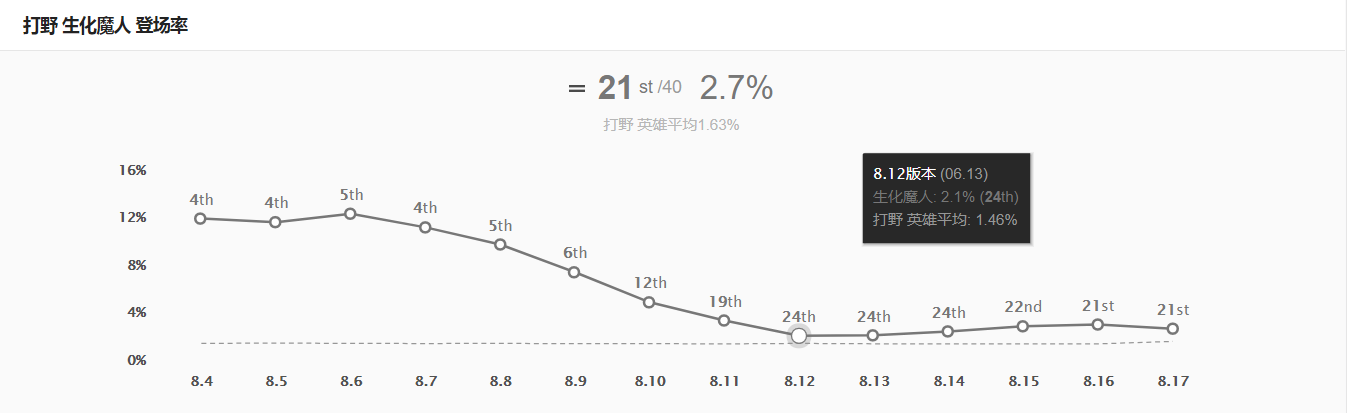 打野 生化魔人 登场率
= 21 st /40 2.7%
打野 英雄平均1.63%
16%
12%
8%
4%
0%
4th 4th 5th 4th 5th 6th 12th 19th 24th 24th 24th 22nd 21st 21st
8.12版本 (06.13)
生化魔人: 2.1% (24th)
打野 英雄平均: 1.46%
8.4 8.5 8.6 8.7 8.8 8.9 8.10 8.11 8.12 8.13 8.14 8.15 8.16 8.17